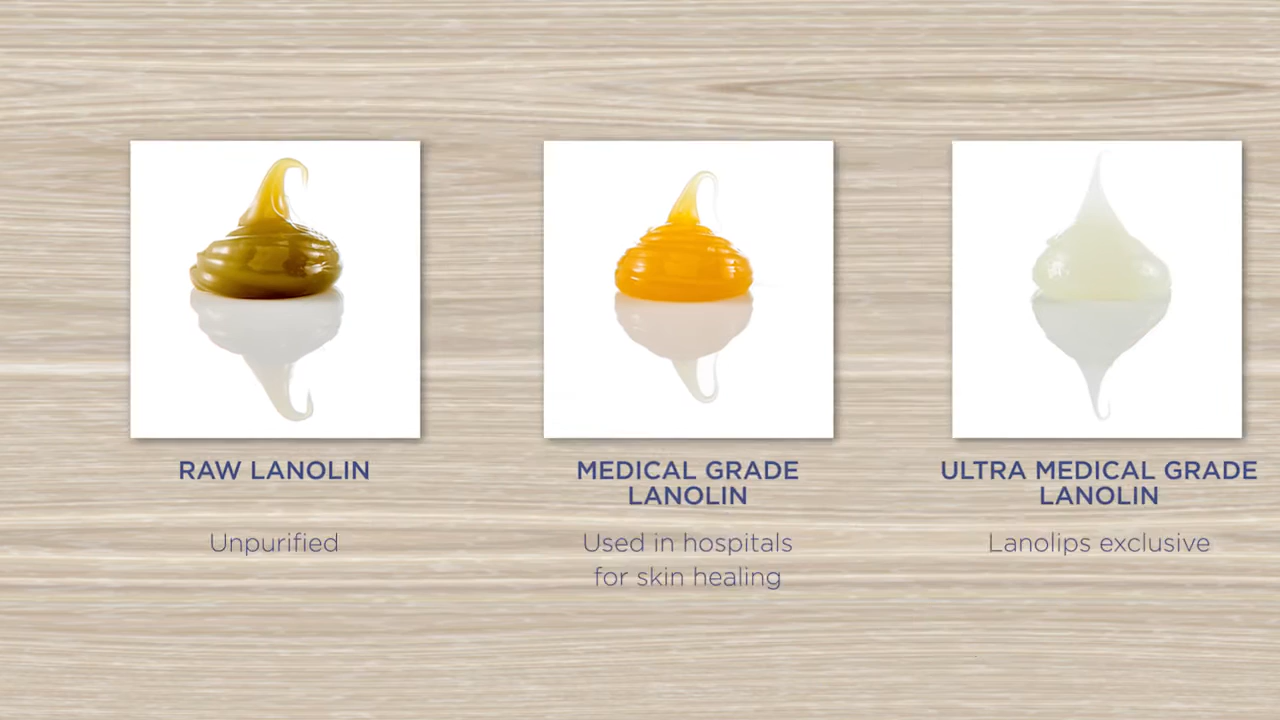 RAW LANOLIN
Unpurified
MEDICAL GRADE
LANOLIN
Used in hospitals
for skin healing
ULTRA MEDICAL GRADE
LANOLIN
Lanolips exclusive